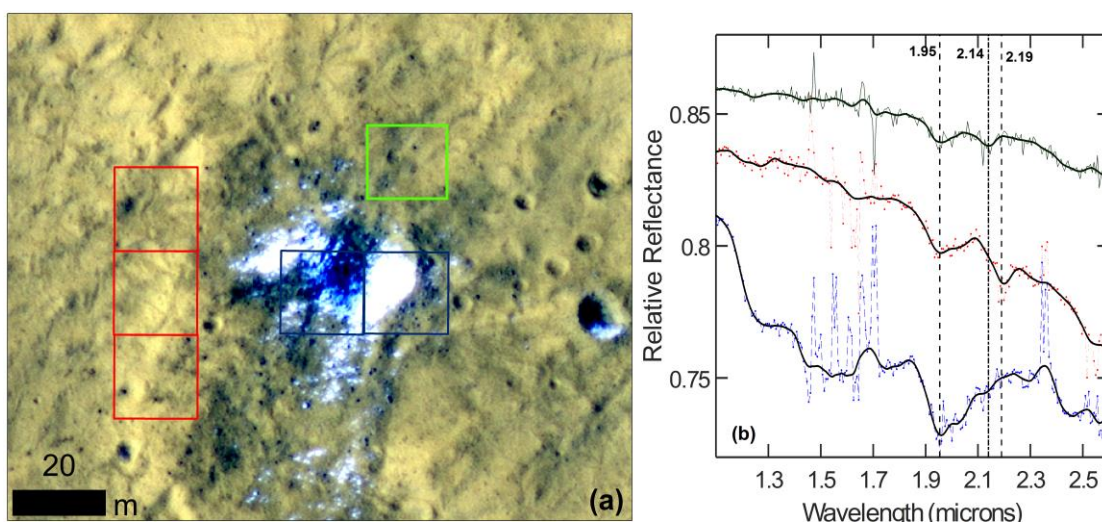 20
m
(a)
1.95
2.14
2.19
0.85
0.8
0.75
Relative Reflectance
(b)
1.3 1.5 1.7 1.9 2.1 2.3 2.5
Wavelength (microns)